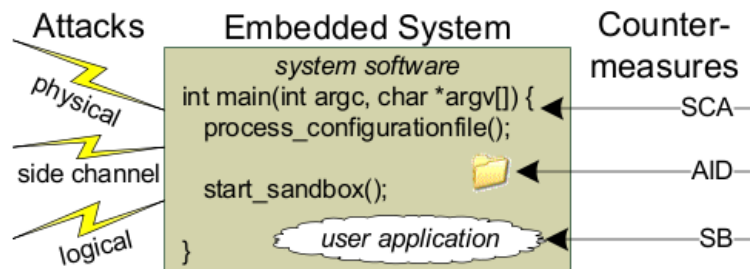 Attacks
physical
side channel
logical
Embedded System
system software
int main(int argc, char *argv[]) {
process_configurationfile();
start_sandbox();
user application
}
Counter-
measures
SCA
AID
SB